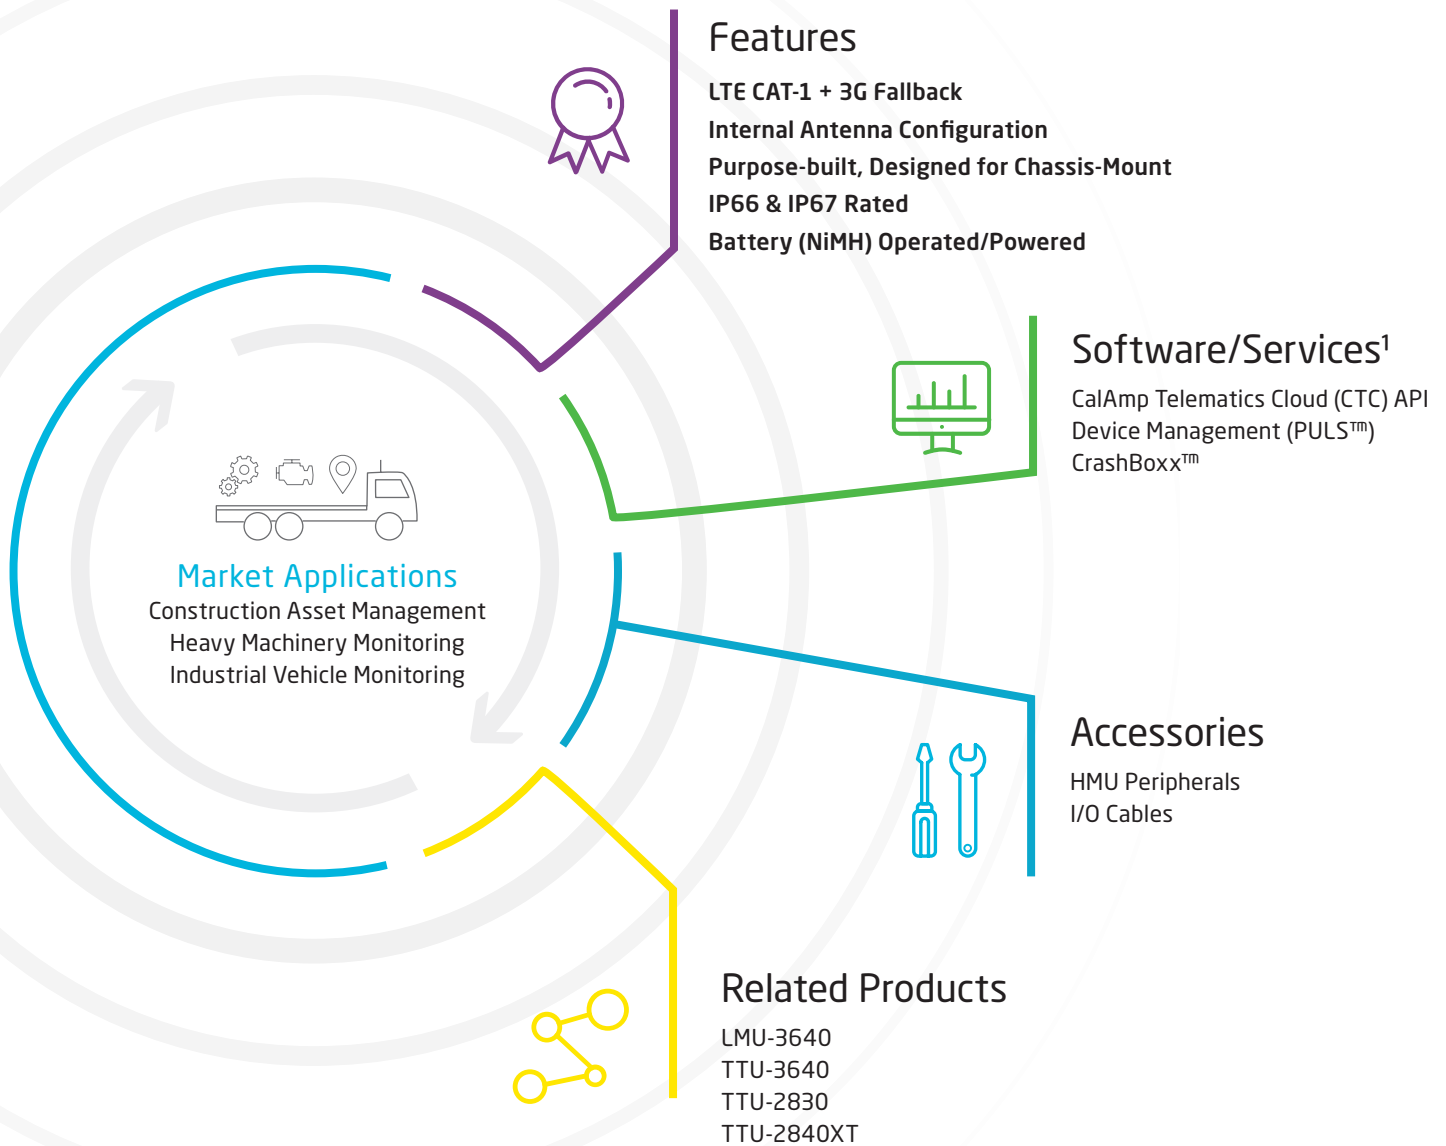 Features
LTE CAT-1 + 3G Fallback
Internal Antenna Configuration
Purpose-built, Designed for Chassis-Mount
IP66 & IP67 Rated
Battery (NiMH) Operated/Powered
Software/Services¹
CalAmp Telematics Cloud (CTC) API
Device Management (PULS™)
CrashBoxx™
Market Applications
Construction Asset Management
Heavy Machinery Monitoring
Industrial Vehicle Monitoring
Accessories
HMU Peripherals
I/O Cables
Related Products
LMU-3640
TTU-3640
TTU-2830
TTU-2840XT